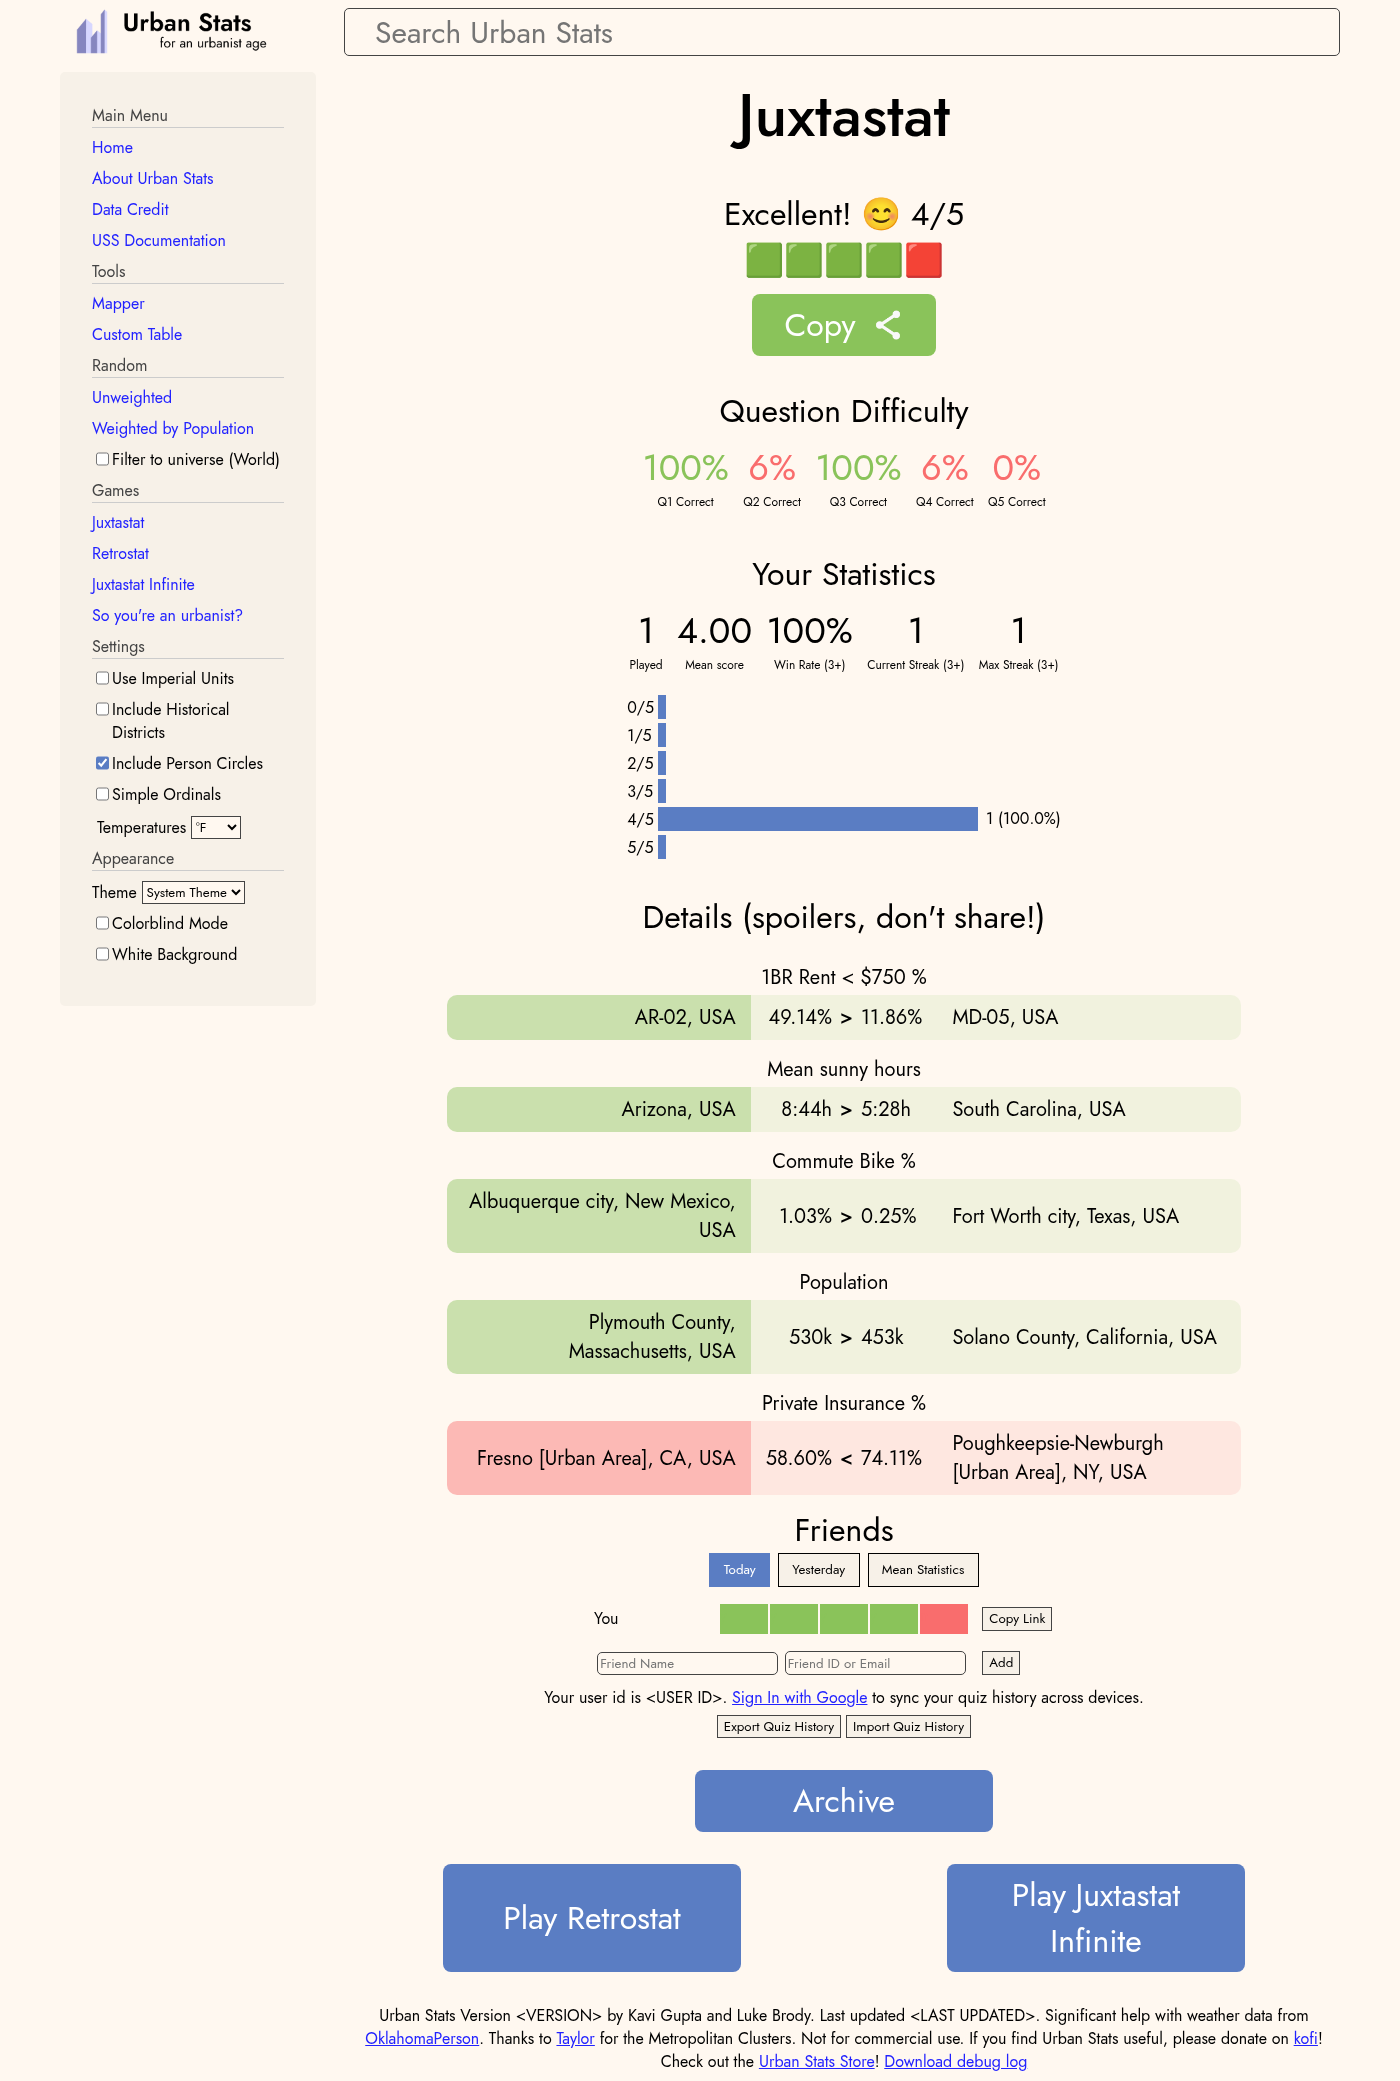 Urban Stats
for an urbanist age
Search Urban Stats
Main Menu
Home
About Urban Stats
Data Credit
USS Documentation
Tools
Mapper
Custom Table
Random
Unweighted
Weighted by Population
Filter to universe (World)
Games
Juxtastat
Retrostat
Juxtastat Infinite
So you're an urbanist?
Settings
Use Imperial Units
Include Historical
Districts
Include Person Circles
Simple Ordinals
Temperatures °F
Appearance
Theme System Theme
Colorblind Mode
White Background
Juxtastat
Excellent! 😊 4/5
🟩🟩🟩🟩🟥
Copy
Question Difficulty
100% 6% 100% 6% 0%
Q1 Correct Q2 Correct Q3 Correct Q4 Correct Q5 Correct
Your Statistics
1 4.00 100% 1 1
Played Mean score Win Rate (3+) Current Streak (3+) Max Streak (3+)
0/5
1/5
2/5
3/5
4/5 1 (100.0%)
5/5
Details (spoilers, don't share!)
1BR Rent < $750 %
AR-02, USA 49.14% > 11.86% MD-05, USA
Mean sunny hours
Arizona, USA 8:44h > 5:28h South Carolina, USA
Commute Bike %
Albuquerque city, New Mexico,
USA 1.03% > 0.25% Fort Worth city, Texas, USA
Population
Plymouth County,
Massachusetts, USA 530k > 453k Solano County, California, USA
Private Insurance %
Fresno [Urban Area], CA, USA 58.60% < 74.11% Poughkeepsie-Newburgh
[Urban Area], NY, USA
Friends
Today Yesterday Mean Statistics
You Copy Link
Friend Name Friend ID or Email Add
Your user id is <USER ID>. Sign In with Google to sync your quiz history across devices.
Export Quiz History Import Quiz History
Archive
Play Retrostat
Play Juxtastat
Infinite
Urban Stats Version <VERSION> by Kavi Gupta and Luke Brody. Last updated <LAST UPDATED>. Significant help with weather data from
OklahomaPerson. Thanks to Taylor for the Metropolitan Clusters. Not for commercial use. If you find Urban Stats useful, please donate on kofi!
Check out the Urban Stats Store! Download debug log